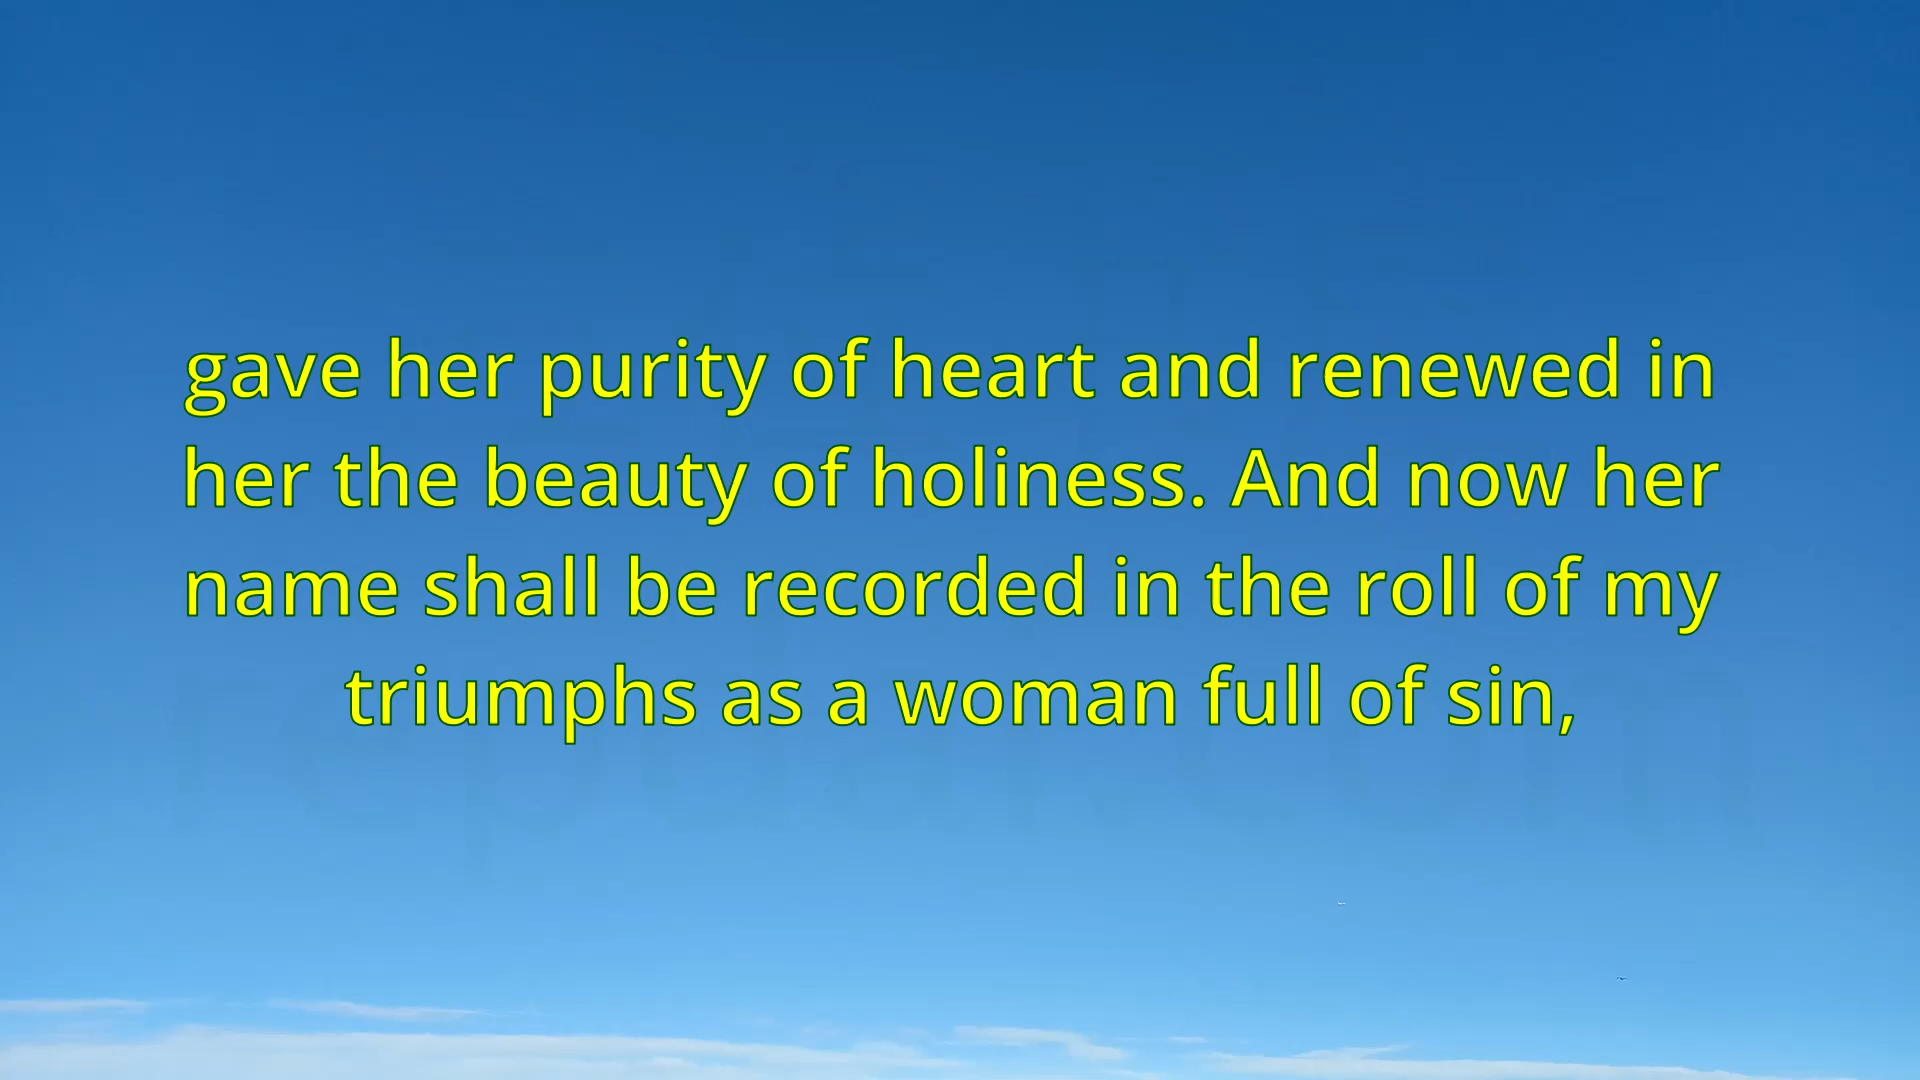 gave her purity of heart and renewed in
her the beauty of holiness. And now her
name shall be recorded in the roll of my
triumphs as a woman full of sin,